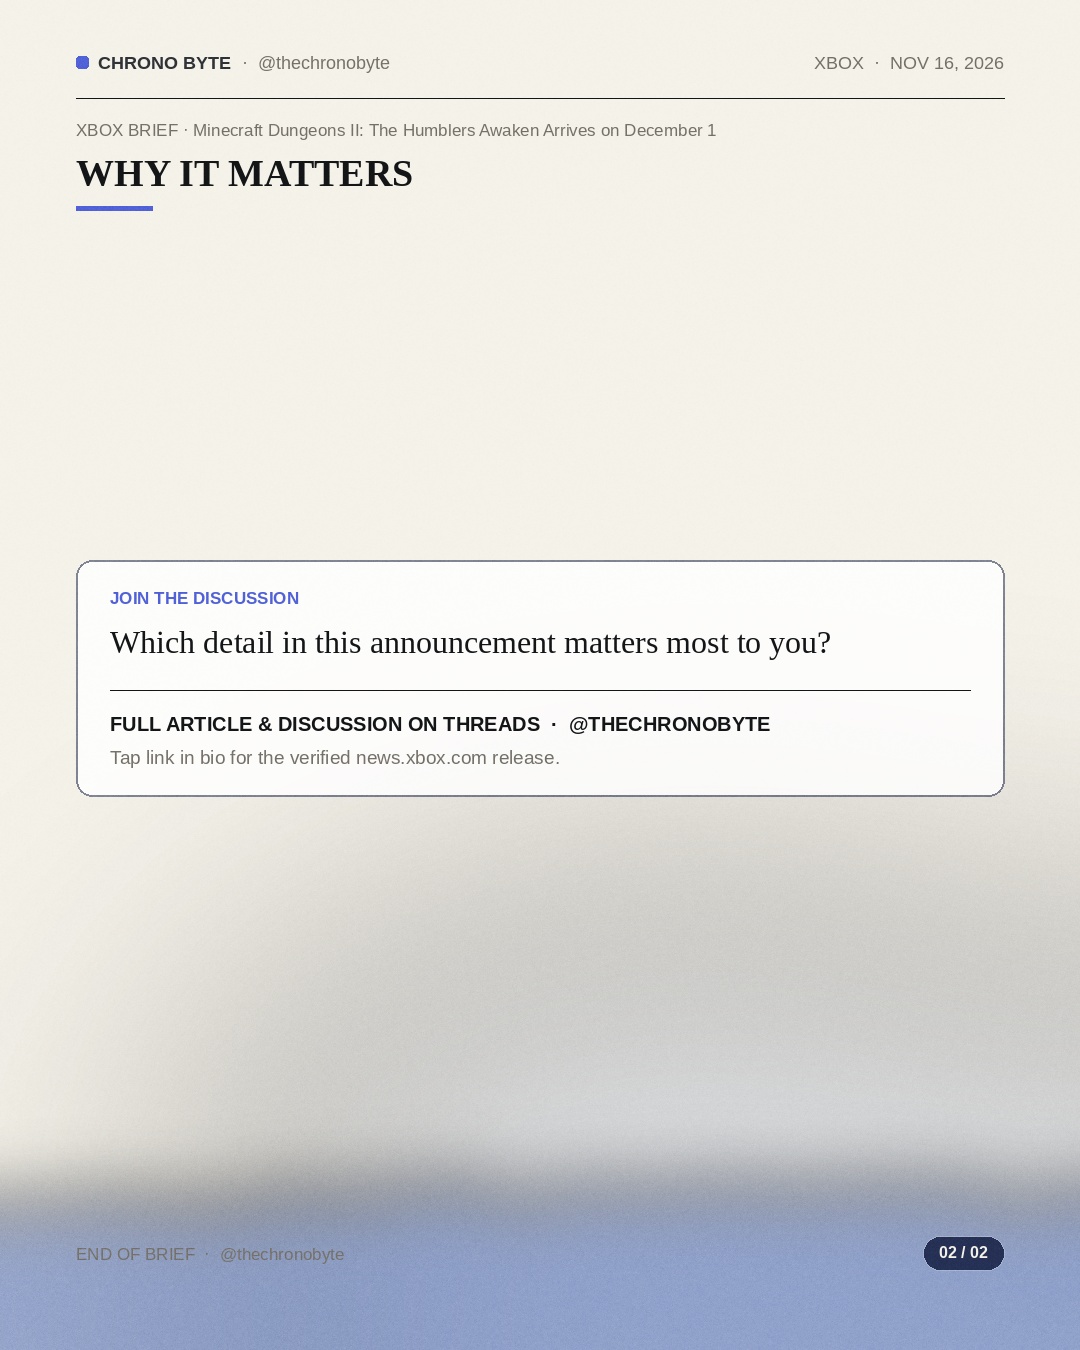 CHRONO BYTE · @thechronobyte
XBOX · NOV 16, 2026
XBOX BRIEF · Minecraft Dungeons II: The Humblers Awaken Arrives on December 1
WHY IT MATTERS
JOIN THE DISCUSSION
Which detail in this announcement matters most to you?
FULL ARTICLE & DISCUSSION ON THREADS · @THECHRONOBYTE
Tap link in bio for the verified news.xbox.com release.
END OF BRIEF · @thechronobyte
02 / 02